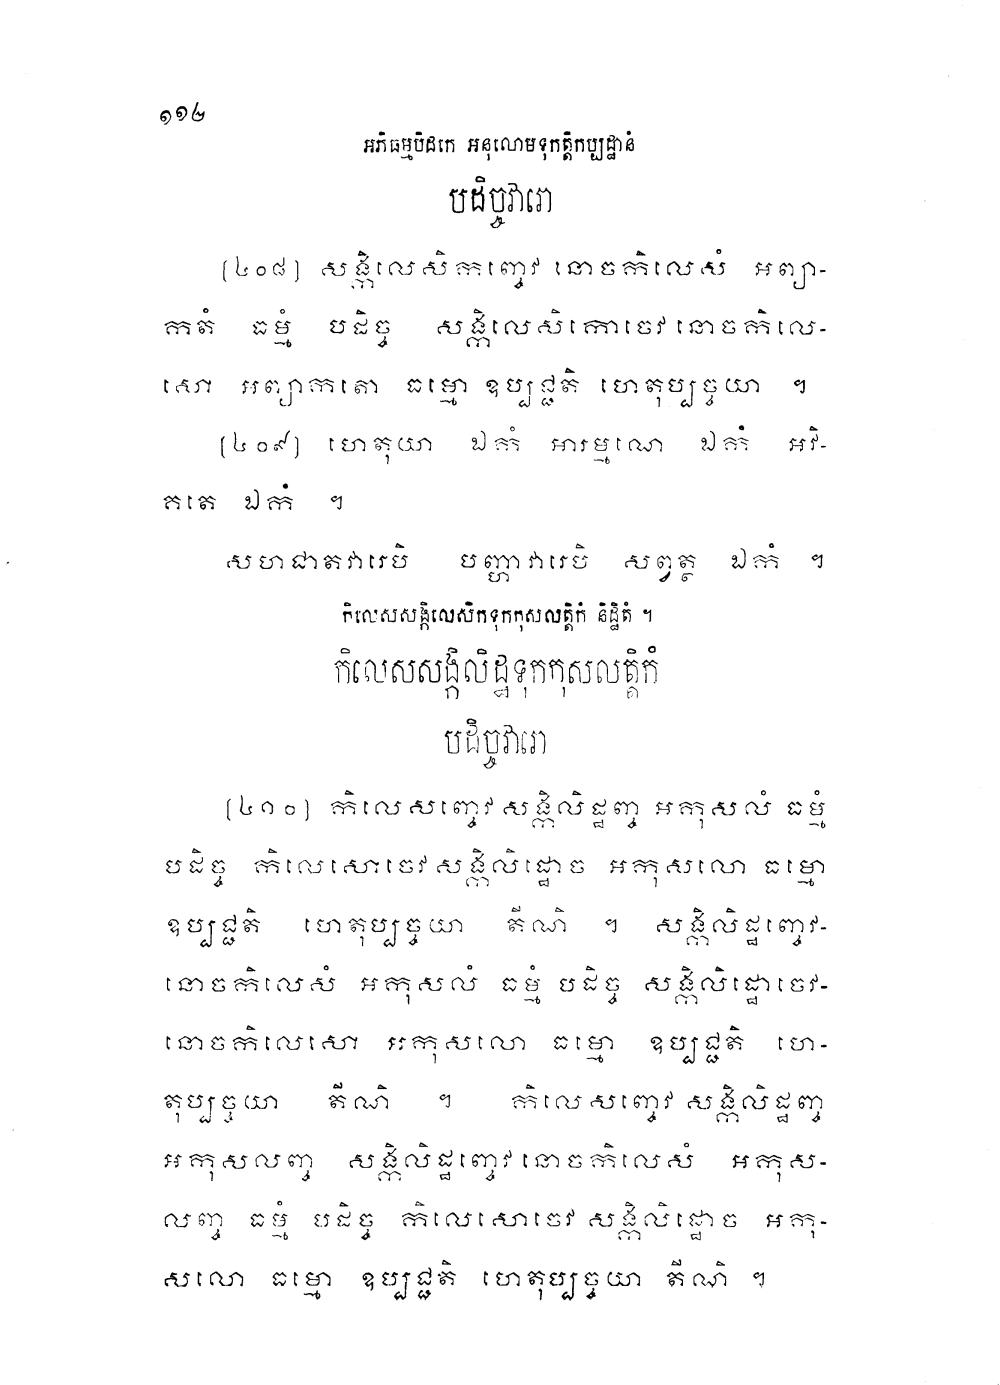 ១១៤
អភិធម្មបិដកេ អនុលោមទុកត្តិកប្បដ្ឋានំ
បដិច្ចវារោ
[៤០៨] សង្កិលេសិកញ្ចេវ នោចកិលេសំ អព្យា-
កតំ ធម្មំ បដិច្ច សង្កិលេសិកោចេវ នោចកិលេ-
សោ អព្យាកតោ ធម្មោ ឧប្បជ្ជតិ ហេតុប្បច្ចយា ។
[៤០៩] ហេតុយា ឯកំ អារម្មណេ ឯកំ អវិ-
គតេ ឯកំ ។
សហជាតវារេបិ បញ្ហាវារេបិ សព្វត្ថ ឯកំ ។
កិលេសសង្កិលេសិកទុកកុសលត្តិកំ និដ្ឋិតំ ។
កិលេសសង្កិលិដ្ឋទុកកុសលត្តិកំ
បដិច្ចវារោ
[៤១០] កិលេសញ្ចេវ សង្កិលិដ្ឋញ្ច អកុសលំ ធម្មំ
បដិច្ច កិលេសោចេវ សង្កិលិដ្ឋោច អកុសលោ ធម្មោ
ឧប្បជ្ជតិ ហេតុប្បច្ចយា តីណិ ។ សង្កិលិដ្ឋញ្ចេវ-
នោចកិលេសំ អកុសលំ ធម្មំ បដិច្ច សង្កិលិដ្ឋោចេវ-
នោចកិលេសោ អកុសលោ ធម្មោ ឧប្បជ្ជតិ ហេ-
តុប្បច្ចយា តីណិ ។ កិលេសញ្ចេវ សង្កិលិដ្ឋញ្ច
អកុសលញ្ច សង្កិលិដ្ឋញ្ចេវ នោចកិលេសំ អកុស-
លញ្ច ធម្មំ បដិច្ច កិលេសោចេវ សង្កិលិដ្ឋោច អកុ-
សលោ ធម្មោ ឧប្បជ្ជតិ ហេតុប្បច្ចយា តីណិ ។